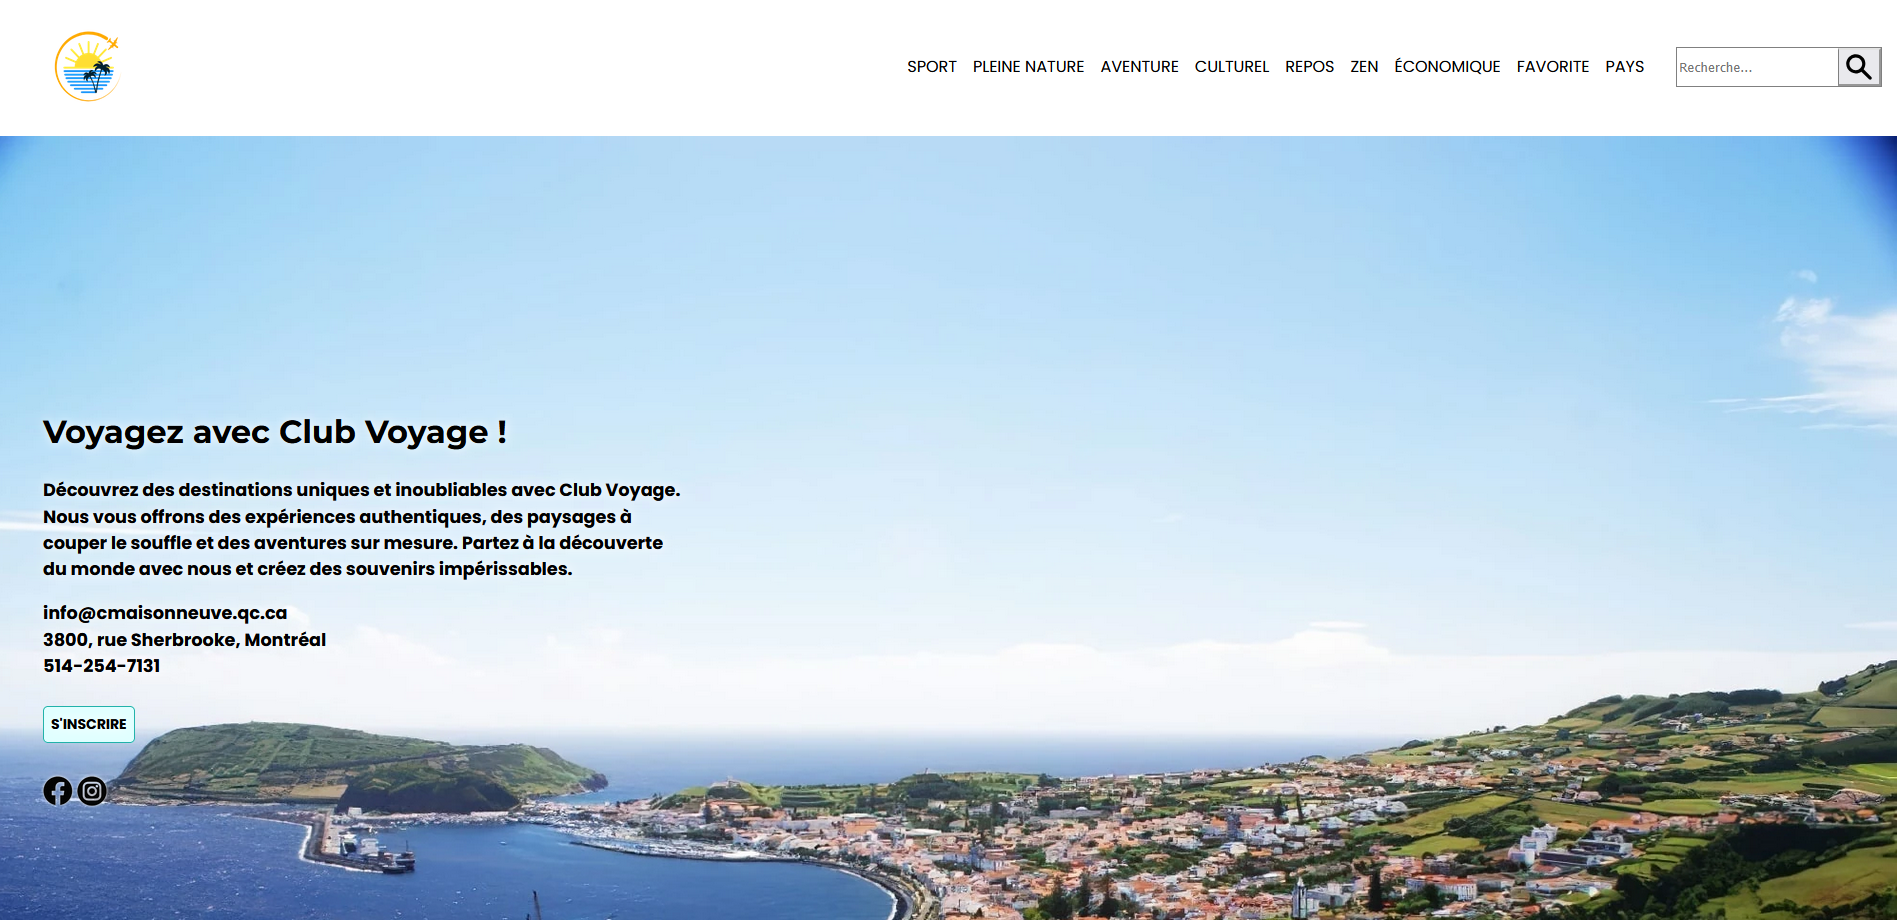 SPORT PLEINE NATURE AVENTURE CULTUREL REPOS ZEN ÉCONOMIQUE FAVORITE PAYS Recherche...
Voyagez avec Club Voyage !
Découvrez des destinations uniques et inoubliables avec Club Voyage.
Nous vous offrons des expériences authentiques, des paysages à
couper le souffle et des aventures sur mesure. Partez à la découverte
du monde avec nous et créez des souvenirs impérissables.
info@cmaisonneuve.qc.ca
3800, rue Sherbrooke, Montréal
514-254-7131
S'INSCRIRE